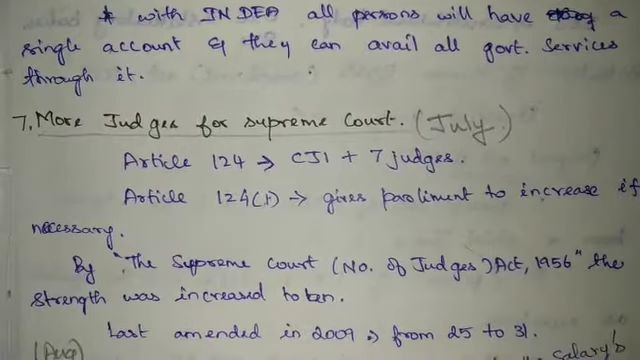 * with INDEA all persons will have a
single account & they can avail all govt. Services
through it.
7. More Judges for Supreme Court. (July)
Article 124 → CJI + 7 judges.
Article 124(1) → gives parliment to increase if
necessary.
By "The Supreme Court (No. of Judges) Act, 1956" the
strength was increased to ten.
Last amended in 2009 → from 25 to 31.
(Aug)
salary's